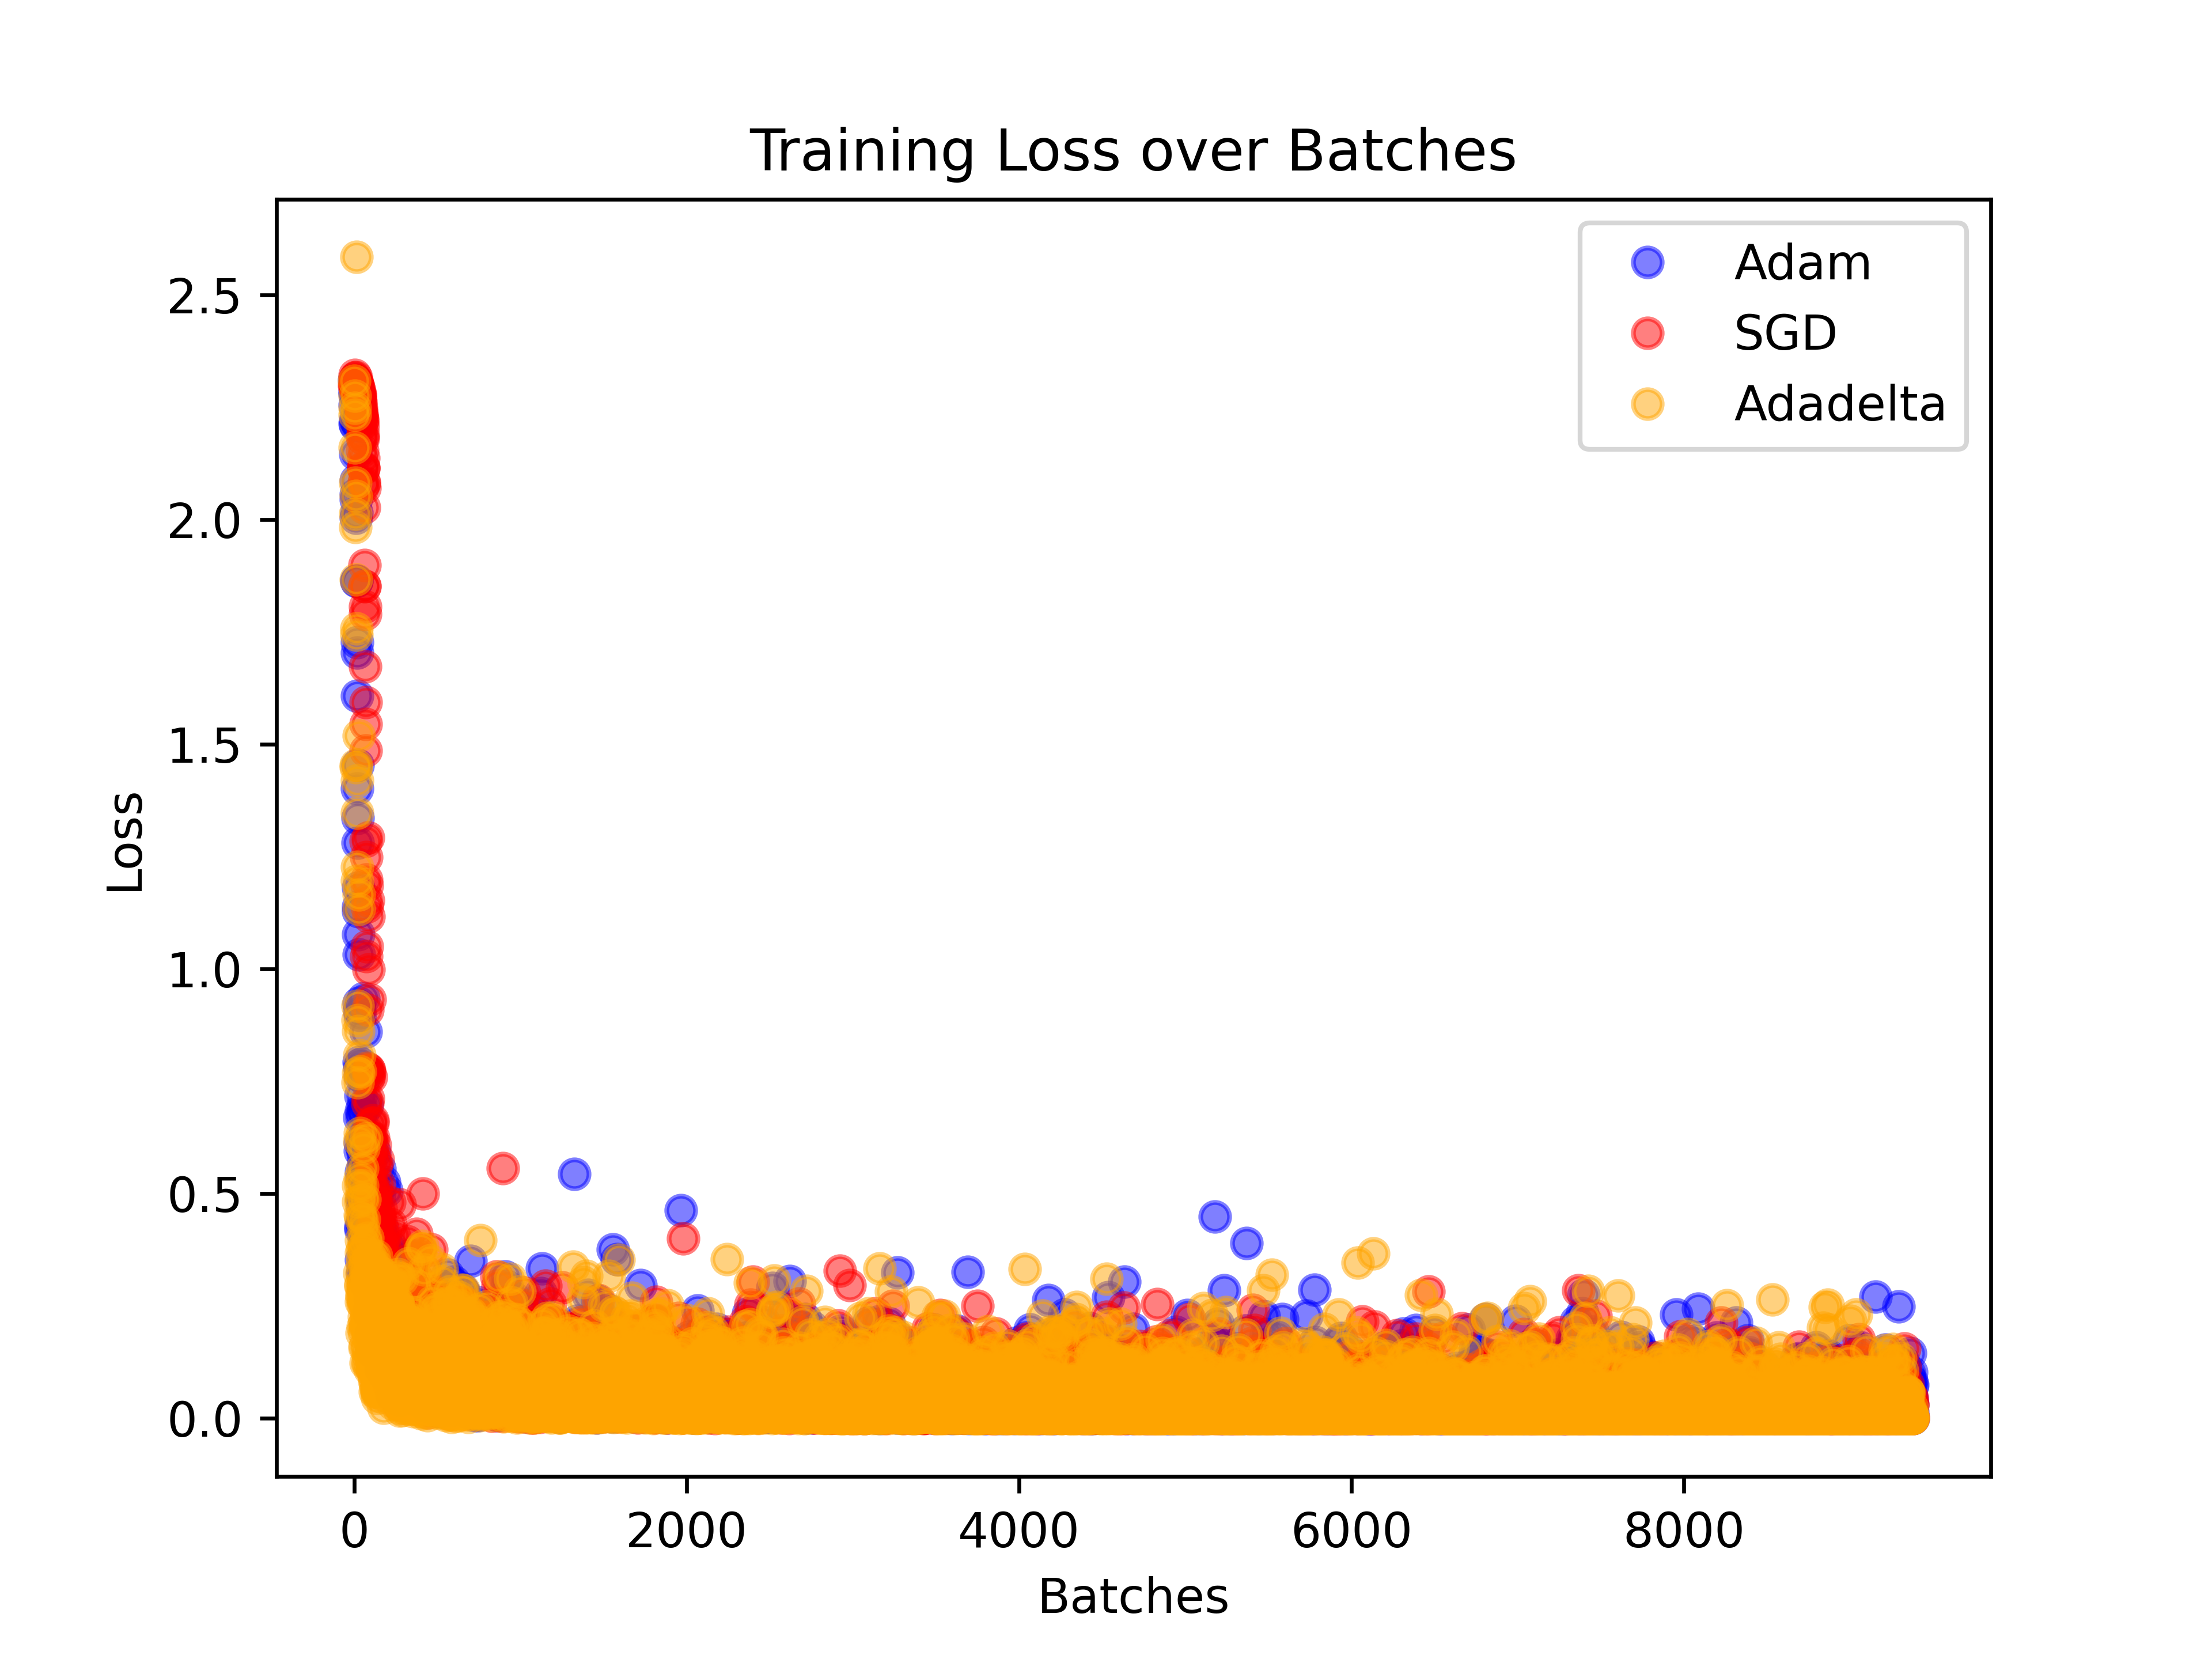 Training Loss over Batches
Adam
SGD
Adadelta
2.5
2.0
1.5
1.0
0.5
0.0
Loss
0 2000 4000 6000 8000
Batches